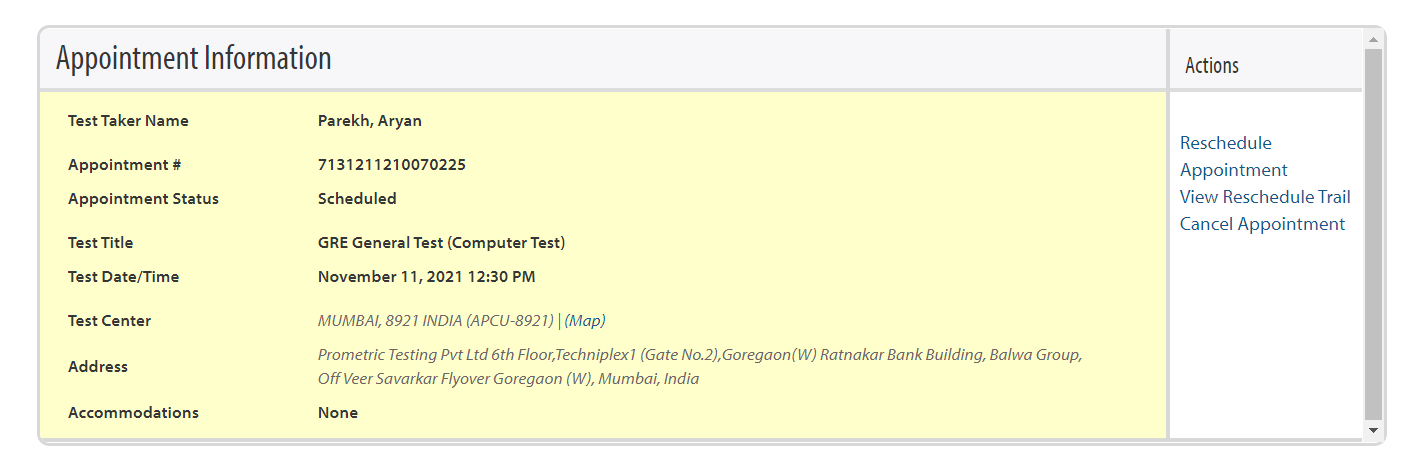 Appointment Information
Actions
Test Taker Name Parekh, Aryan
Appointment # 7131211210070225
Appointment Status Scheduled
Test Title GRE General Test (Computer Test)
Test Date/Time November 11, 2021 12:30 PM
Test Center MUMBAI, 8921 INDIA (APCU-8921) | (Map)
Address Prometric Testing Pvt Ltd 6th Floor,Techniplex1 (Gate No.2),Goregaon(W) Ratnakar Bank Building, Balwa Group,
Off Veer Savarkar Flyover Goregaon (W), Mumbai, India
Accommodations None
Reschedule
Appointment
View Reschedule Trail
Cancel Appointment